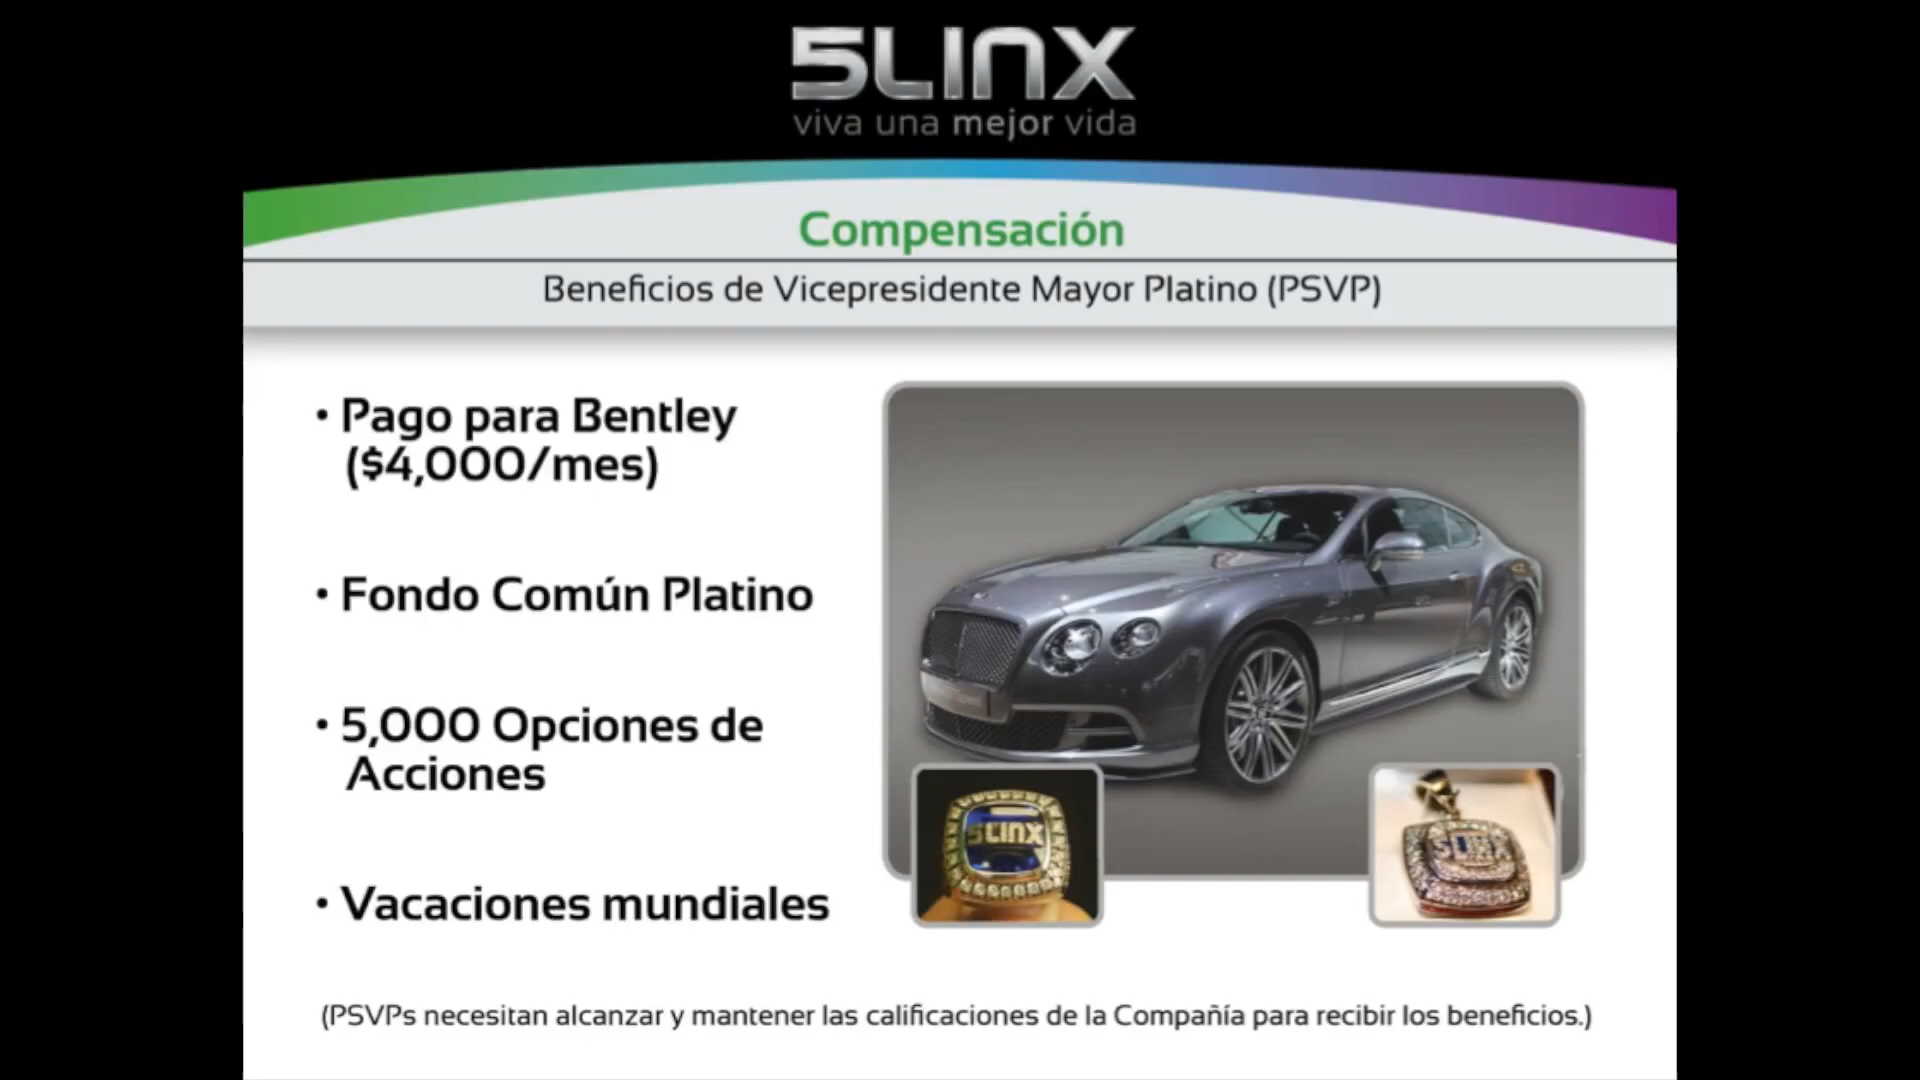 5LINX
viva una mejor vida
Compensación
Beneficios de Vicepresidente Mayor Platino (PSVP)
• Pago para Bentley
($4,000/mes)
• Fondo Común Platino
• 5,000 Opciones de
Acciones
• Vacaciones mundiales
5LINX
5LINX
(PSVPs necesitan alcanzar y mantener las calificaciones de la Compañía para recibir los beneficios.)